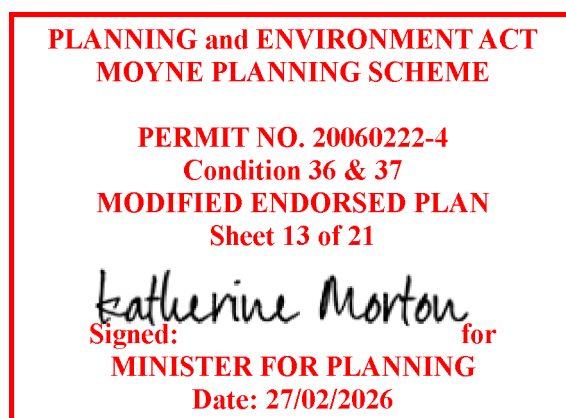 PLANNING and ENVIRONMENT ACT
MOYNE PLANNING SCHEME
PERMIT NO. 20060222-4
Condition 36 & 37
MODIFIED ENDORSED PLAN
Sheet 13 of 21
Katherine Morton
Signed: for
MINISTER FOR PLANNING
Date: 27/02/2026